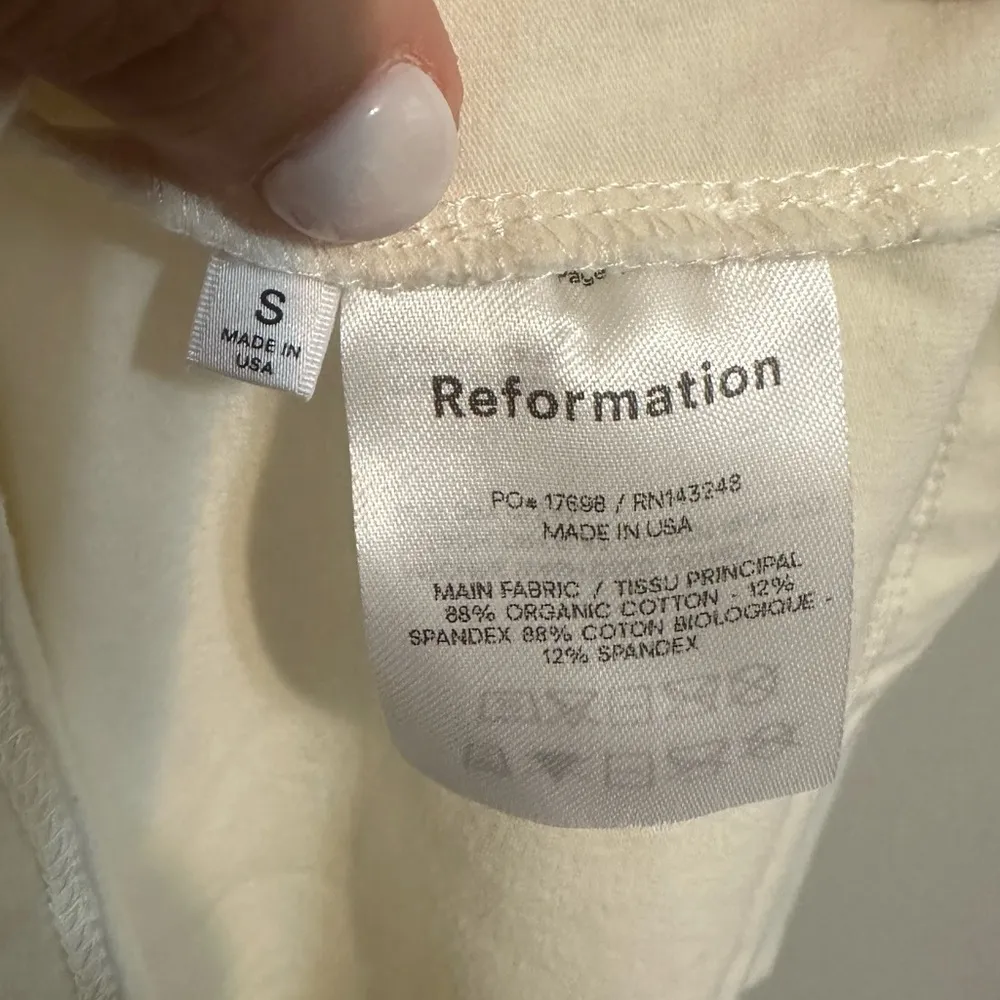 S
MADE IN
USA
Page
Reformation
PO# 17698 / RN143248
MADE IN USA
MAIN FABRIC / TISSU PRINCIPAL
88% ORGANIC COTTON - 12%
SPANDEX 88% COTON BIOLOGIQUE -
12% SPANDEX